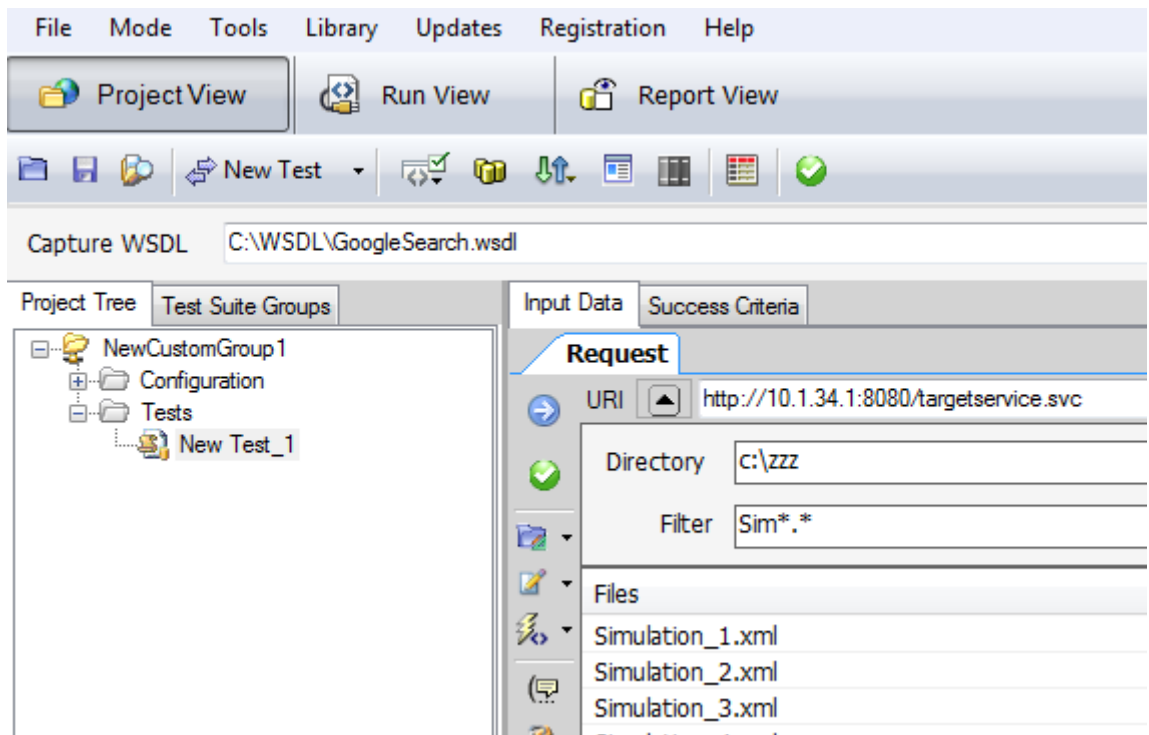 File Mode Tools Library Updates Registration Help
Project View Run View Report View
New Test
Capture WSDL C:\WSDL\GoogleSearch.wsdl
Project Tree Test Suite Groups
NewCustomGroup1
Configuration
Tests
New Test_1
Input Data Success Criteria
Request
URI http://10.1.34.1:8080/targetservice.svc
Directory c:\zzz
Filter Sim*.*
Files
Simulation_1.xml
Simulation_2.xml
Simulation_3.xml